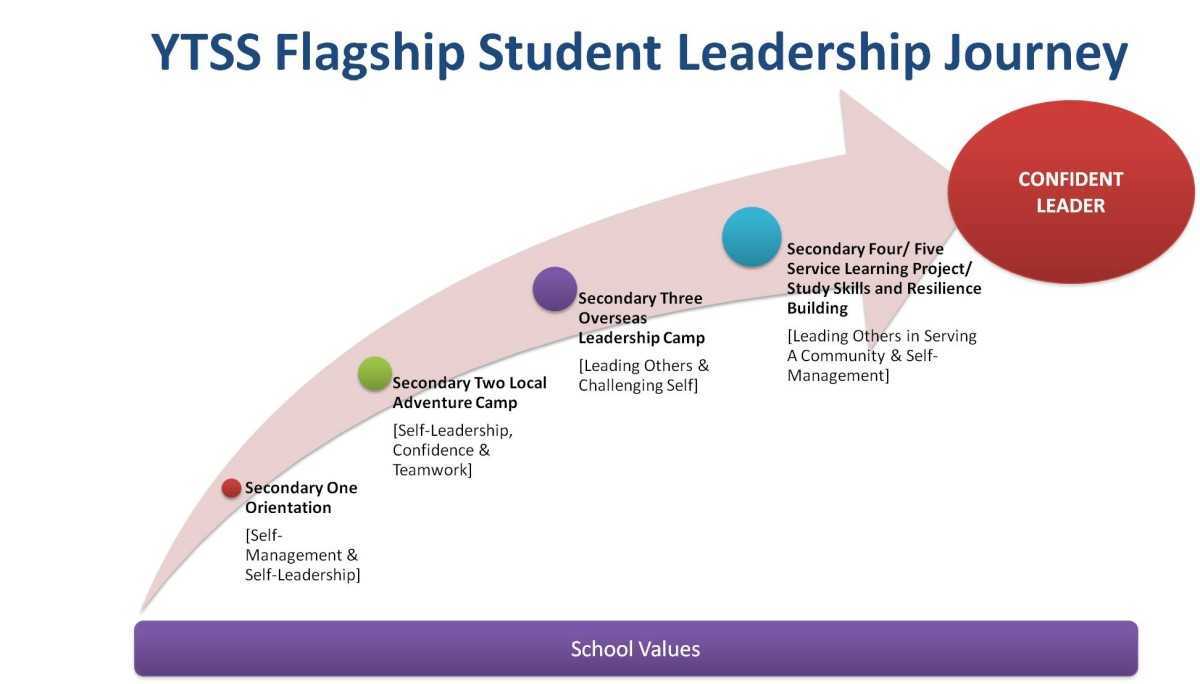 YTSS Flagship Student Leadership Journey
CONFIDENT
LEADER
Secondary Four/ Five
Service Learning Project/
Study Skills and Resilience
Building
[Leading Others in Serving
A Community & Self-
Management]
Secondary Three
Overseas
Leadership Camp
[Leading Others &
Challenging Self]
Secondary Two Local
Adventure Camp
[Self-Leadership,
Confidence &
Teamwork]
Secondary One
Orientation
[Self-
Management &
Self-Leadership]
School Values